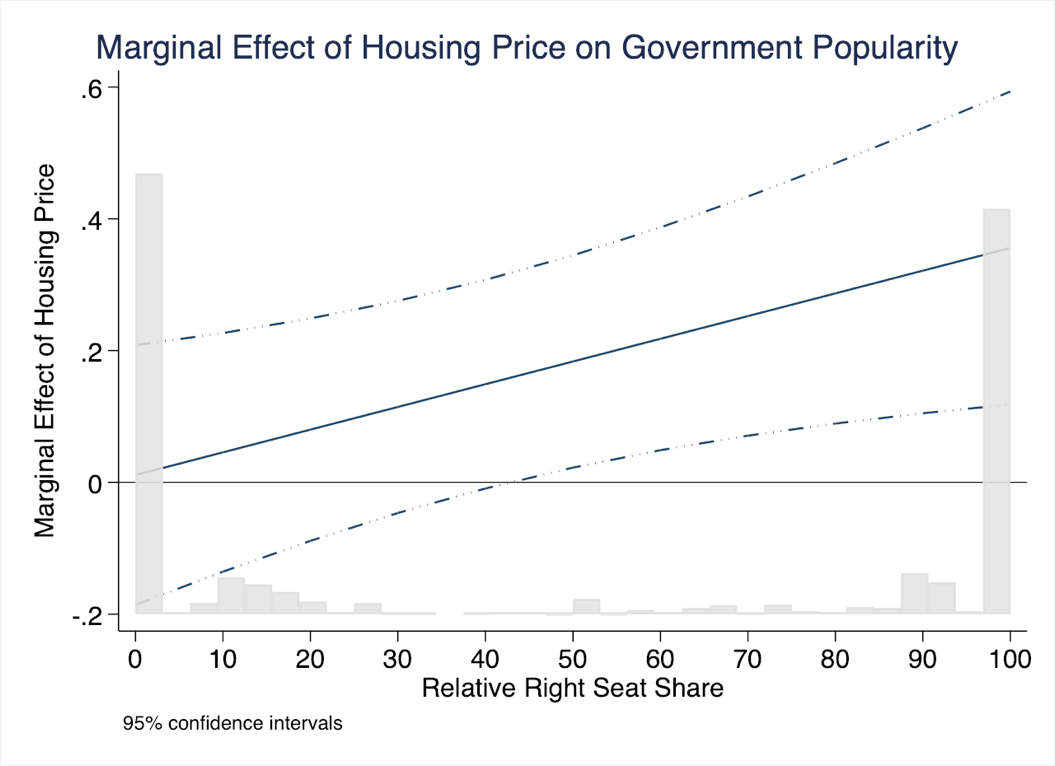 Marginal Effect of Housing Price on Government Popularity
Marginal Effect of Housing Price
.6
.4
.2
0
-.2
0 10 20 30 40 50 60 70 80 90 100
Relative Right Seat Share
95% confidence intervals